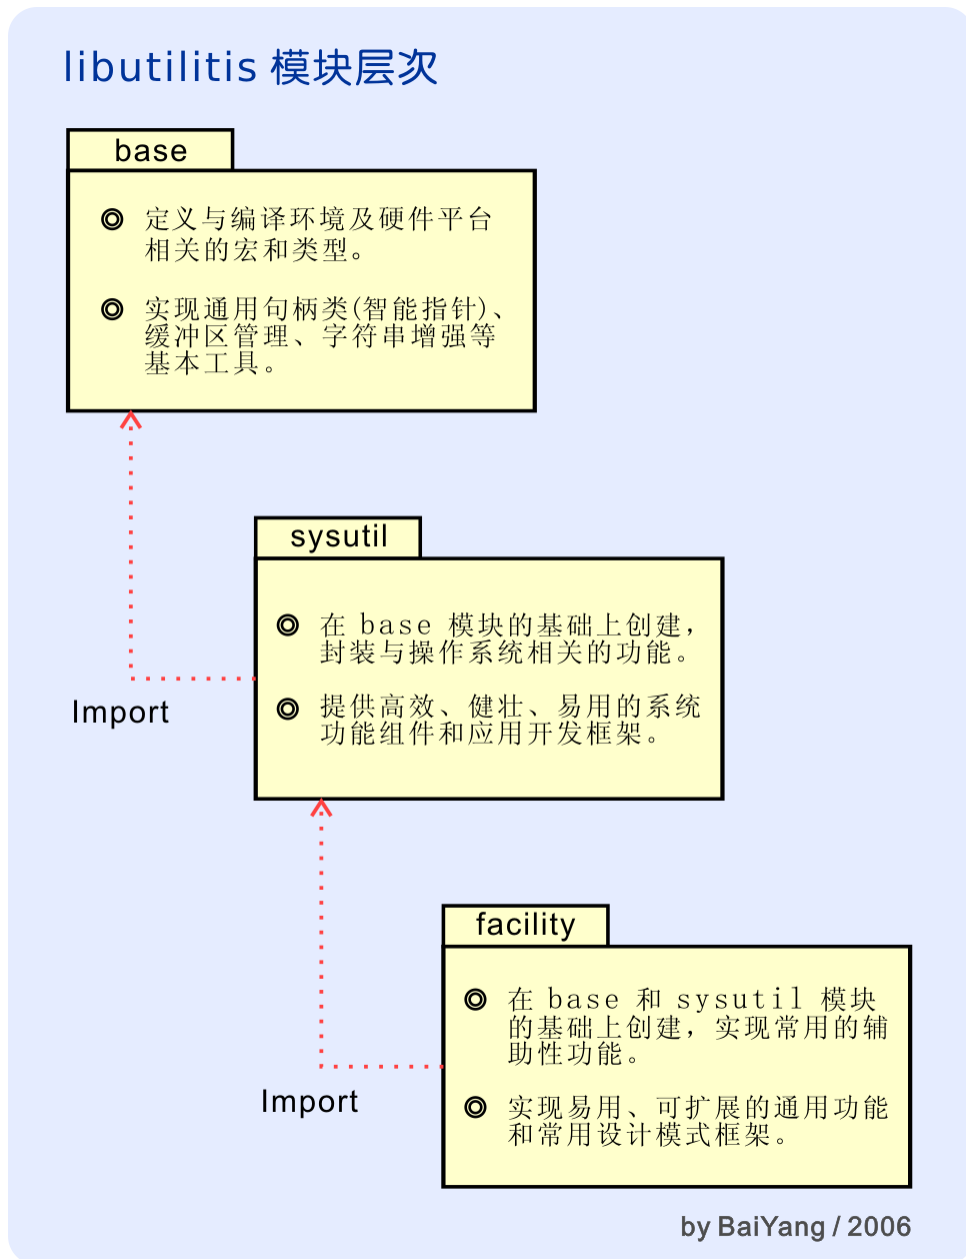 libutilitis 模块层次
base
定义与编译环境及硬件平台
相关的宏和类型。
实现通用句柄类(智能指针)、
缓冲区管理、字符串增强等
基本工具。
sysutil
在 base 模块的基础上创建，
封装与操作系统相关的功能。
提供高效、健壮、易用的系统
功能组件和应用开发框架。
Import
facility
在 base 和 sysutil 模块
的基础上创建，实现常用的辅
助性功能。
实现易用、可扩展的通用功能
和常用设计模式框架。
Import
by BaiYang / 2006